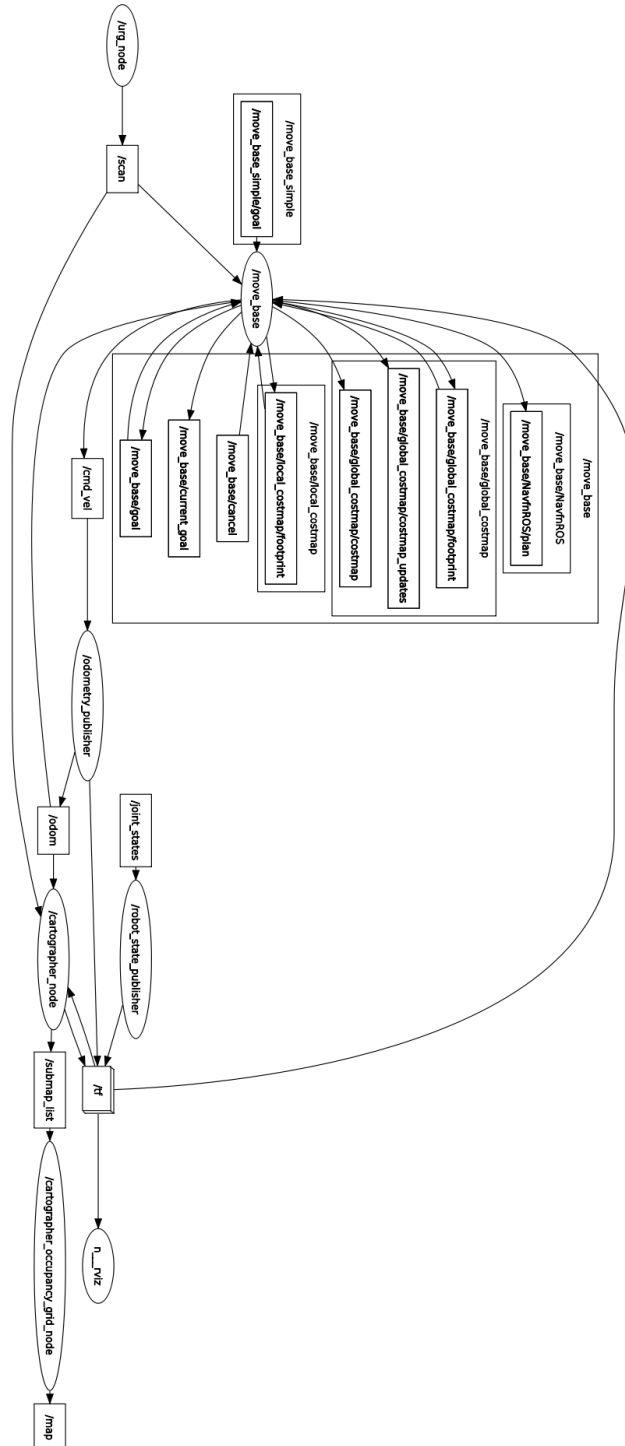 /urg_node
/scan
/move_base_simple
/move_base_simple/goal
/move_base
/move_base
/move_base/NavfnROS
/move_base/NavfnROS/plan
/move_base/global_costmap
/move_base/global_costmap/footprint
/move_base/global_costmap/costmap_updates
/move_base/global_costmap/costmap
/move_base/local_costmap
/move_base/local_costmap/footprint
/move_base/cancel
/move_base/current_goal
/move_base/goal
/cmd_vel
/odometry_publisher
/joint_states
/odom
/robot_state_publisher
/cartographer_node
/tf
/submap_list
n__rviz
/cartographer_occupancy_grid_node
/map